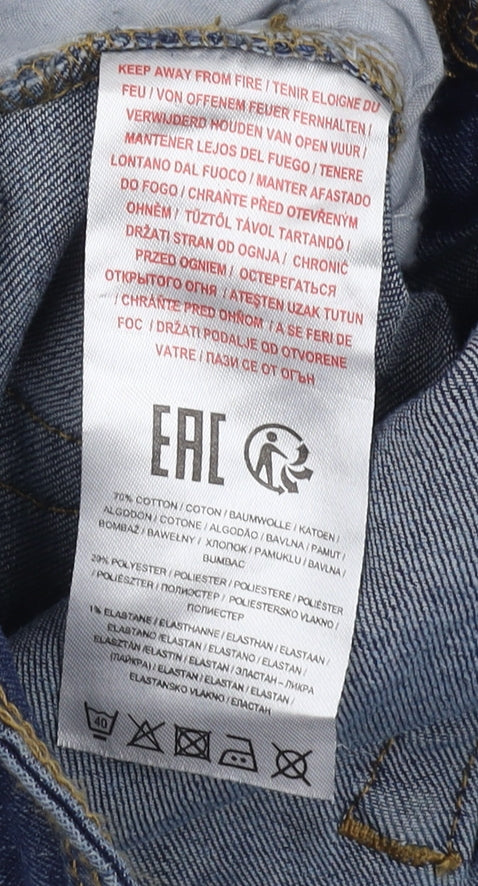 KEEP AWAY FROM FIRE / TENIR ELOIGNE DU
FEU / VON OFFENEM FEUER FERNHALTEN /
VERWIJDERD HOUDEN VAN OPEN VUUR /
MANTENER LEJOS DEL FUEGO / TENERE
LONTANO DAL FUOCO / MANTER AFASTADO
DO FOGO / CHRAŇTE PŘED OTEVŘENÝM
OHNĚM / TŰZTŐL TÁVOL TARTANDÓ /
DRŽATI STRAN OD OGNJA / CHRONIĆ
PRZED OGNIEM / ОСТЕРЕГАТЬСЯ
ОТКРЫТОГО ОГНЯ / ATEŞTEN UZAK TUTUN
/ CHRÁŇTE PRED OHŇOM / A SE FERI DE
FOC / DRŽATI PODALJE OD OTVORENE
VATRE / ПАЗИ СЕ ОТ ОГЪН
EAC
70% COTTON / COTON / BAUMWOLLE / KATOEN /
ALGODON / COTONE / ALGODÃO / BAVLNA / PAMUT /
BOMBAŽ / BAWEŁNY / ХЛОПОК / PAMUKLU / BAVLNA /
BUMBAC
29% POLYESTER / POLIESTER / POLIESTERE / POLIÉSTER
/ POLIÉSZTER / ПОЛИЭСТЕР / POLIESTERSKO VLAKNO /
ПОЛИЕСТЕР
1% ELASTANE / ELASTHANNE / ELASTHAN / ELASTAAN /
ELASTANO /ELASTAN / ELASTANO / ELASTAN /
ELASZTÁN /ELASTIN / ELASTAN / ЭЛАСТАН – ЛИКРА
(ЛАЙКРА) / ELASTAN / ELASTAN / ELASTAN /
ELASTANSKO VLAKNO / ЕЛАСТАН
40